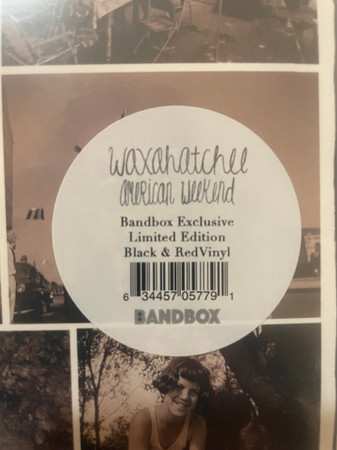 waxahatchee
american weekend
Bandbox Exclusive
Limited Edition
Black & RedVinyl
6 34457 05779 1
BANDBOX